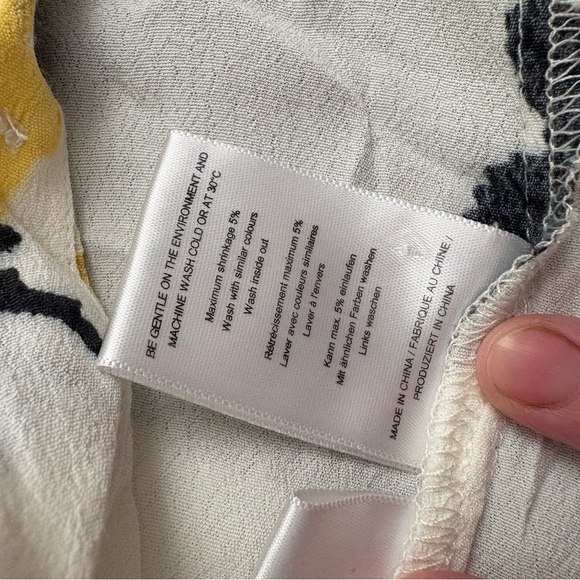 BE GENTLE ON THE ENVIRONMENT AND
MACHINE WASH COLD OR AT 30°C
Maximum shrinkage 5%
Wash with similar colours
Wash inside out
Rétrécissement maximum 5%
Laver avec couleurs similaires
Laver à l'envers
Kann max. 5% einlaufen
Mit ähnlichen Farben waschen
Links waschen
MADE IN CHINA / FABRIQUE AU CHINE /
PRODUZIERT IN CHINA